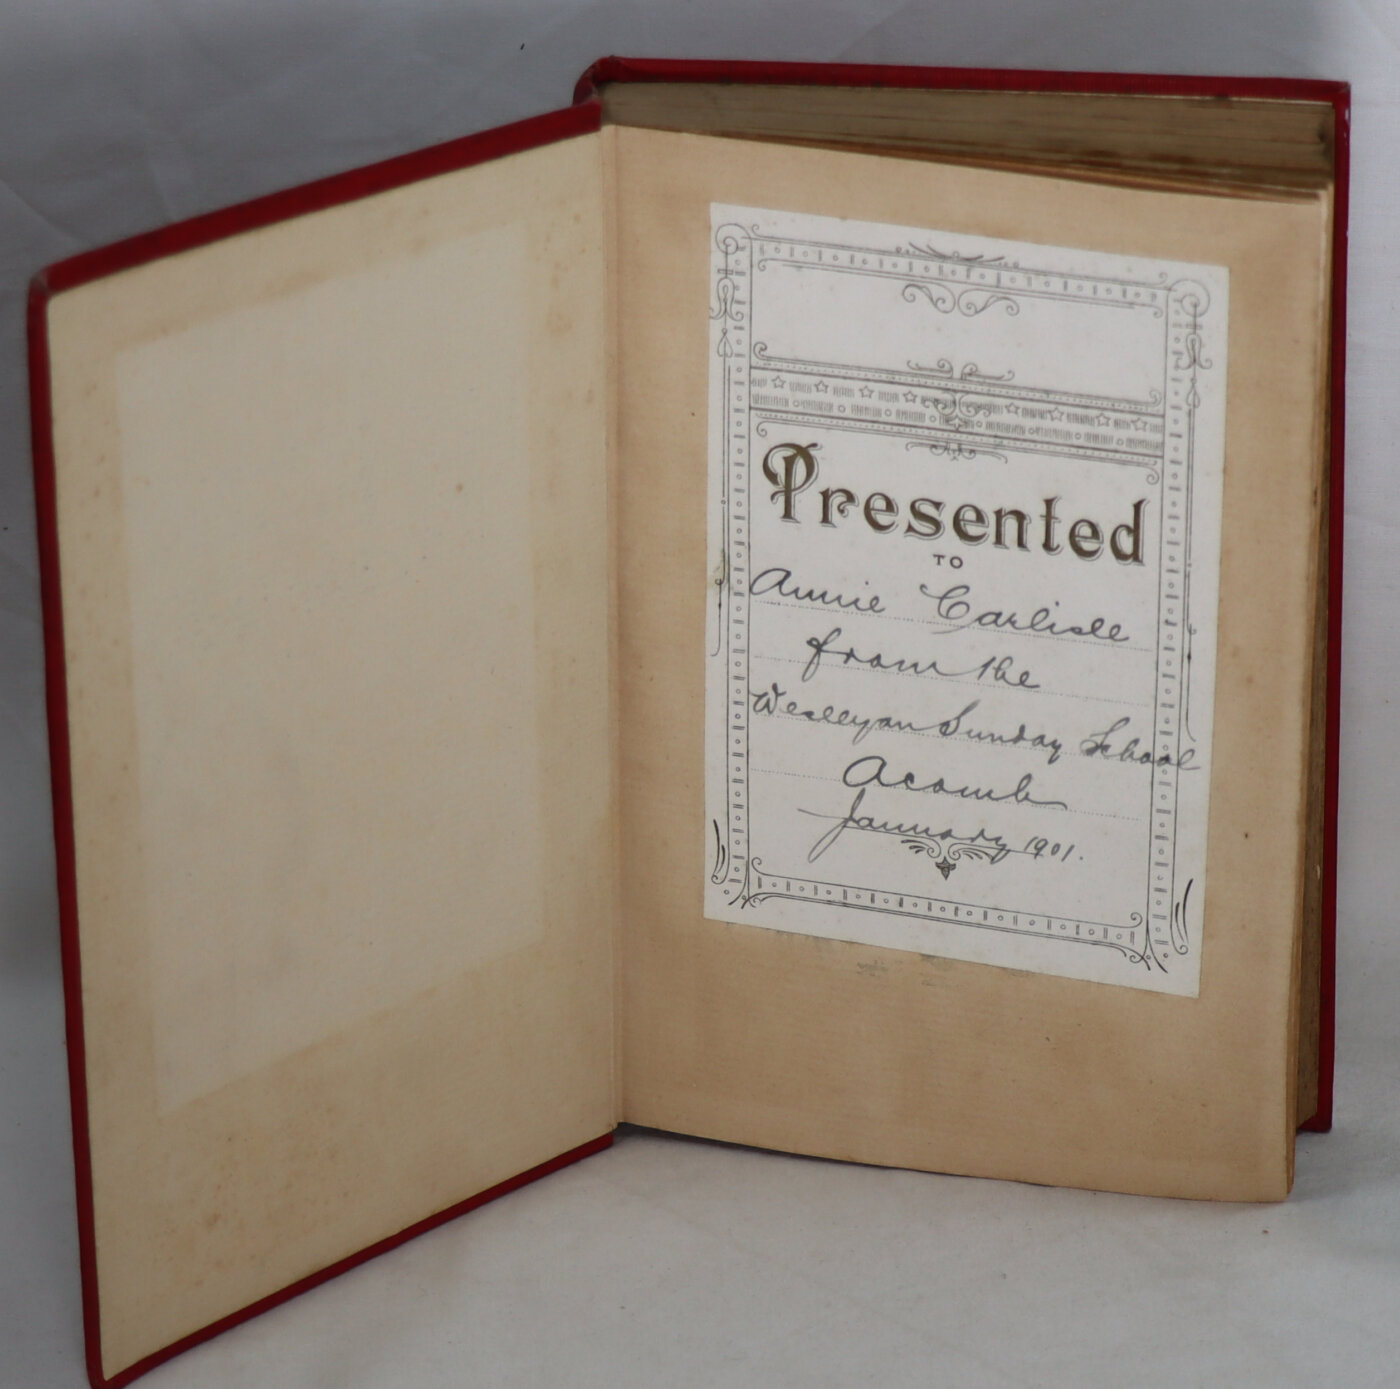 Presented
TO
Annie Carlisle
from the
Wesleyan Sunday School
Acomb
January 1901.